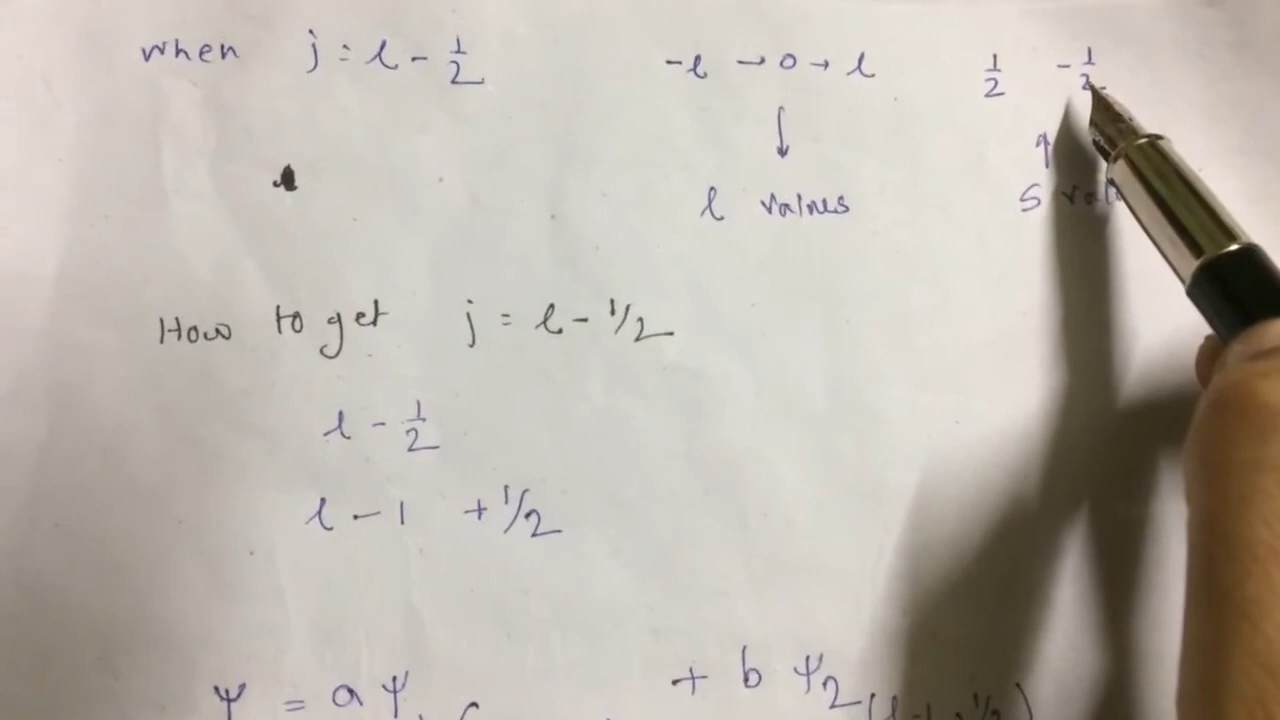 when j = l - 1/2 -l → 0 → l 1/2 -1/2
↓ ↑
l values s
How to get j = l - 1/2
l - 1/2
l - 1 + 1/2
ψ = a ψ + b ψ2